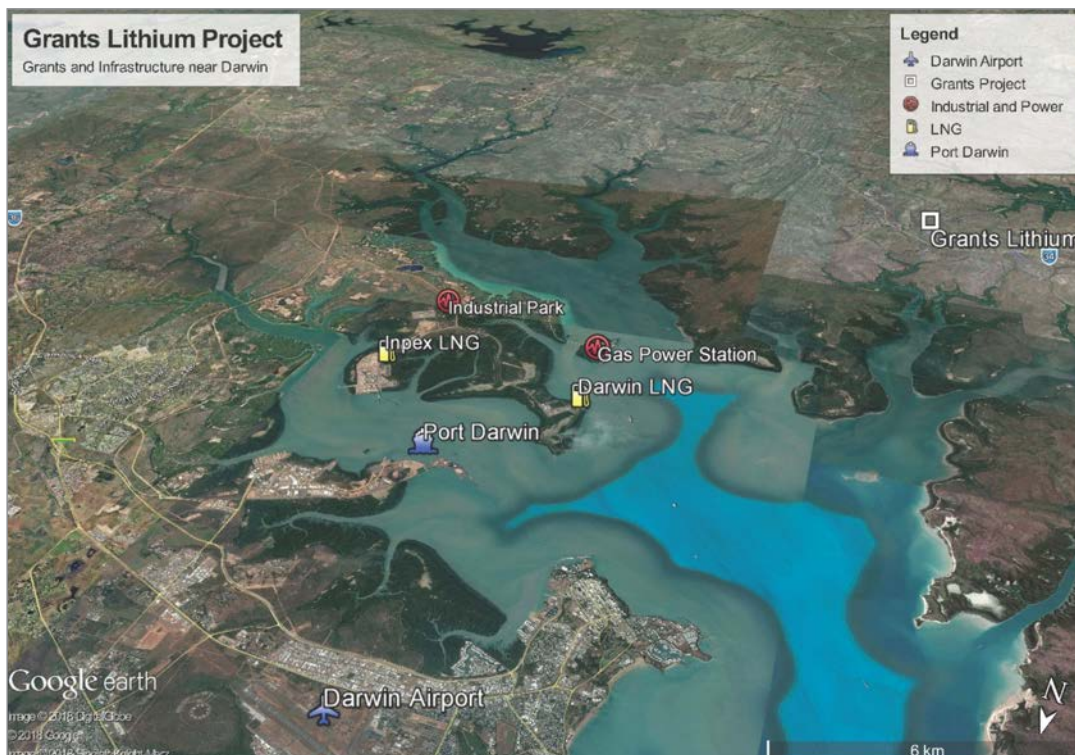 Grants Lithium Project
Grants and Infrastructure near Darwin
Legend
Darwin Airport
Grants Project
Industrial and Power
LNG
Port Darwin
Grants Lithium
Industrial Park
Inpex LNG
Gas Power Station
Darwin LNG
Port Darwin
Darwin Airport
Google earth
© 2018 Google
N
6 km